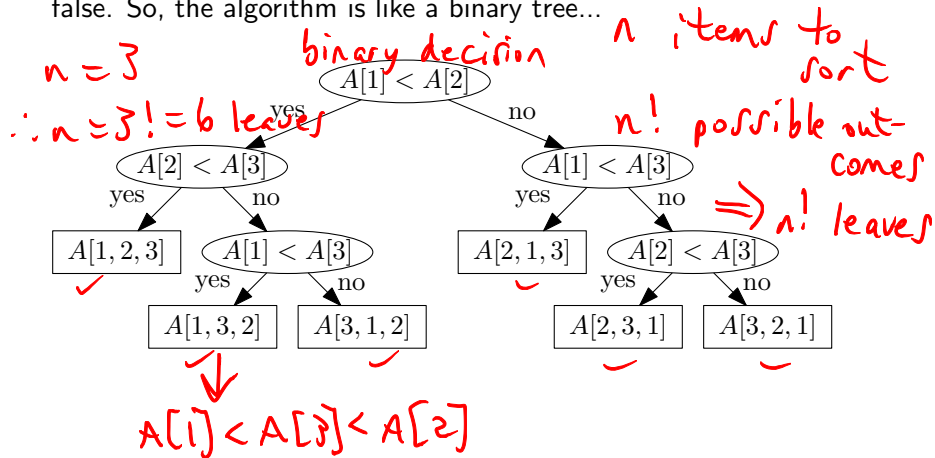 false. So, the algorithm is like a binary tree...
n items to
sort
binary decision
n = 3
A[1] < A[2]
yes
no
∴ n = 3! = 6 leaves
n! possible out-
comes
A[2] < A[3]
A[1] < A[3]
yes
no
yes
no
⇒ n! leaves
A[1, 2, 3]
A[1] < A[3]
A[2, 1, 3]
A[2] < A[3]
yes
no
yes
no
A[1, 3, 2]
A[3, 1, 2]
A[2, 3, 1]
A[3, 2, 1]
A[1] < A[3] < A[2]